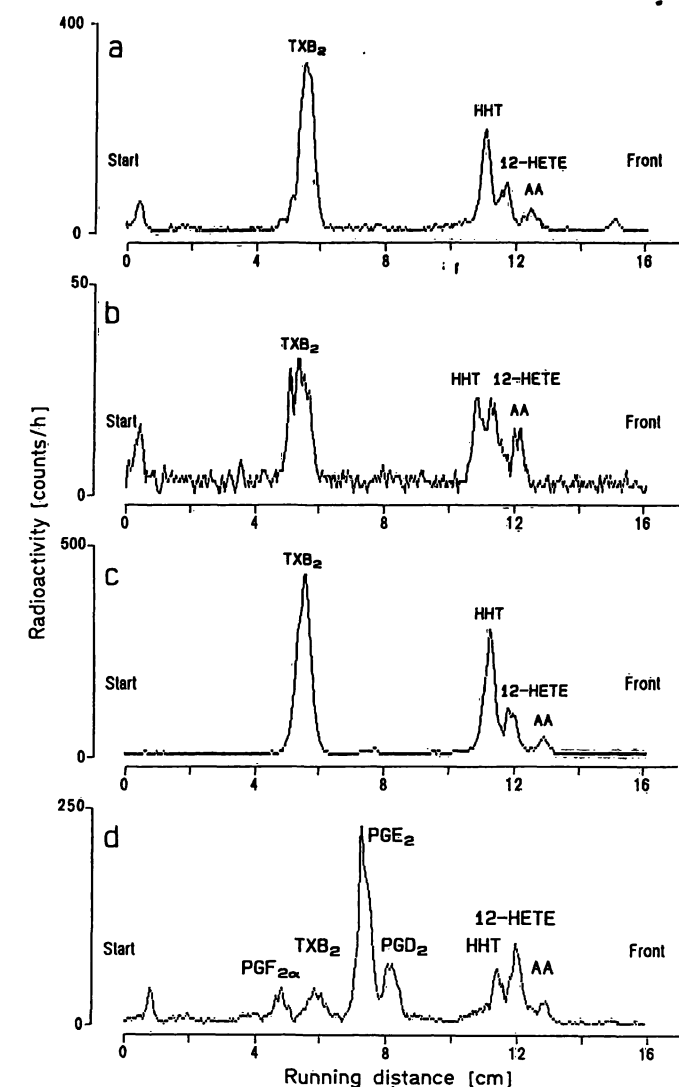 400
a
TXB₂
HHT
Start
12-HETE
Front
AA
0
0 4 8 12 16
50
b
TXB₂
HHT 12-HETE
Start
AA
Front
0
0 4 8 12 16
Radioactivity [counts/h]
500
c
TXB₂
HHT
Start
12-HETE
Front
AA
0
0 4 8 12 16
250
d
PGE₂
12-HETE
Start
TXB₂
PGD₂
HHT
Front
PGF₂α
AA
0
0 4 8 12 16
Running distance [cm]